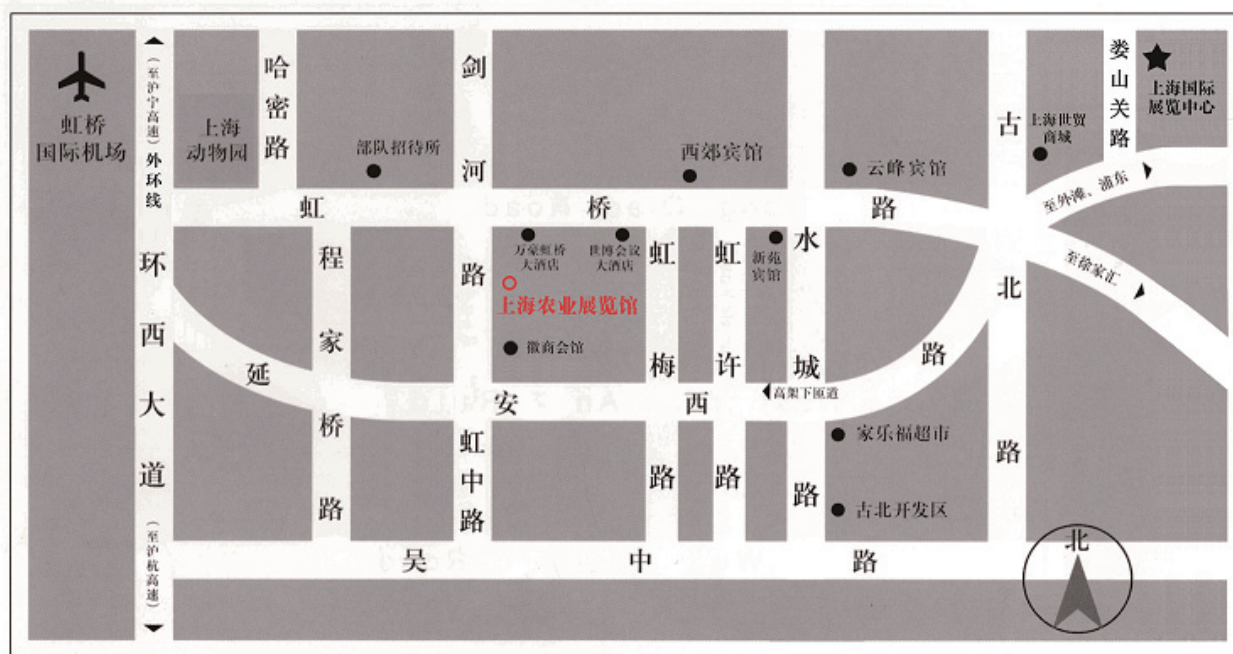 虹桥
国际机场
（至沪宁高速）外环线
环西大道
（至沪杭高速）
上海
动物园
哈密路
部队招待所
剑河路
西郊宾馆
云峰宾馆
古北路
上海世贸
商城
娄山关路
上海国际
展览中心
虹桥路
至外滩、浦东
至徐家汇
程家桥路
万豪虹桥
大酒店
世博会议
大酒店
上海农业展览馆
徽商会馆
虹梅路
虹许路
新苑
宾馆
水城路
延安西路
高架下匝道
虹中路
家乐福超市
古北开发区
吴中路
北